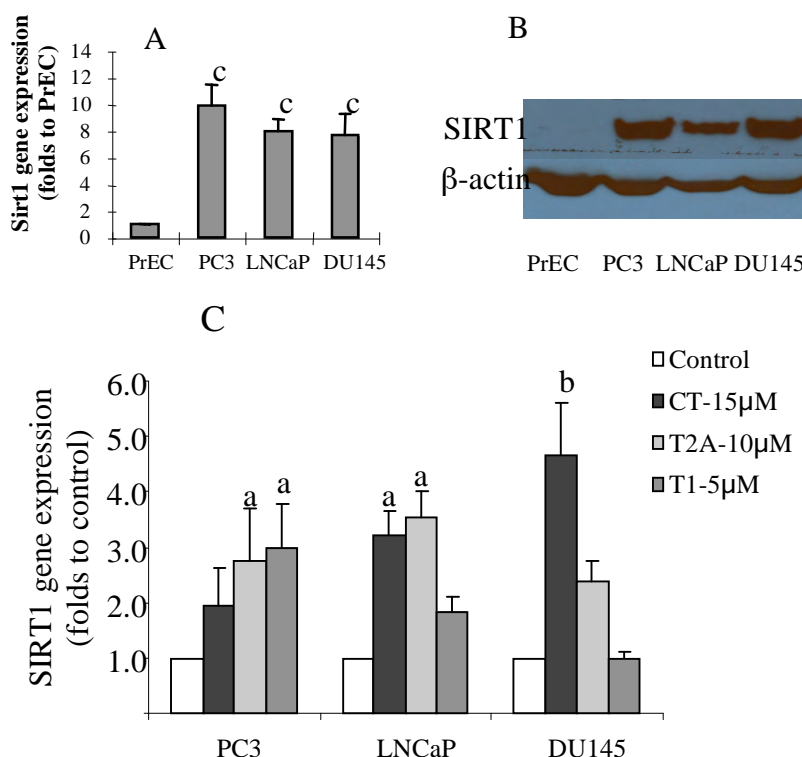 A
Sirt1 gene expression
(folds to PrEC)
14
12
10
8
6
4
2
0
c
c
c
PrEC PC3 LNCaP DU145
B
SIRT1
β-actin
PrEC PC3 LNCaP DU145
C
SIRT1 gene expression
(folds to control)
6.0
5.0
4.0
3.0
2.0
1.0
a
a
a
a
b
PC3 LNCaP DU145
Control
CT-15µM
T2A-10µM
T1-5µM